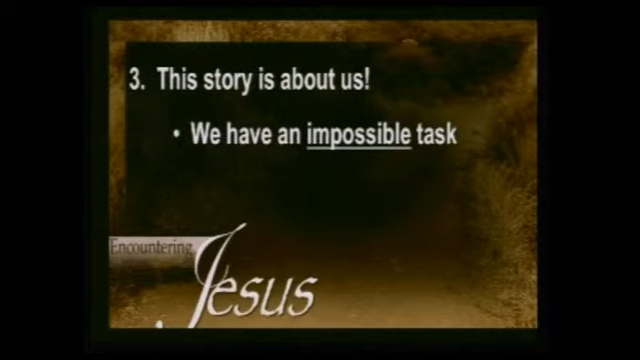 3. This story is about us!
• We have an impossible task
Encountering
Jesus